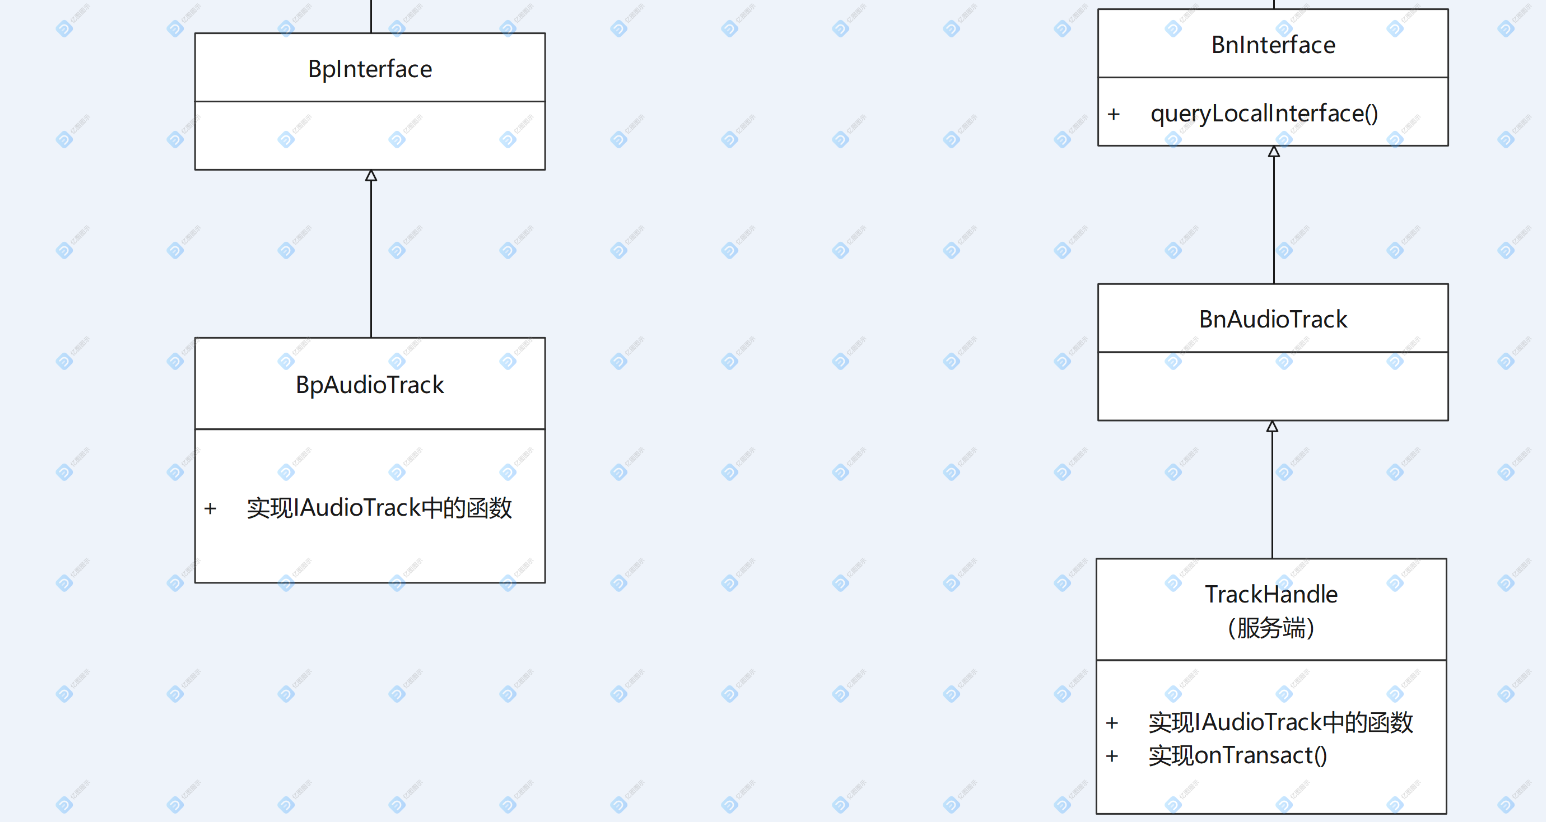 BpInterface
BpAudioTrack
+ 实现IAudioTrack中的函数
BnInterface
+ queryLocalInterface()
BnAudioTrack
TrackHandle
（服务端）
+ 实现IAudioTrack中的函数
+ 实现onTransact()